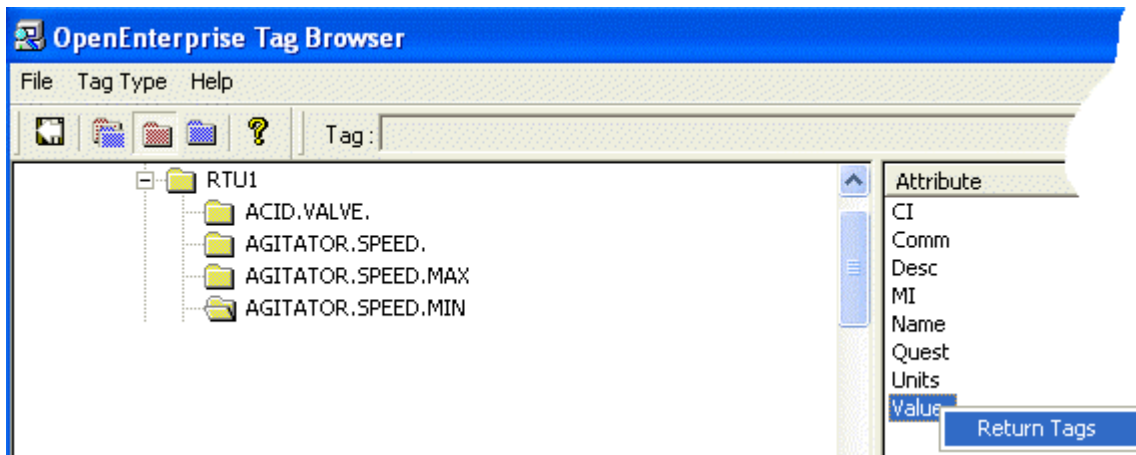 OpenEnterprise Tag Browser
File Tag Type Help
Tag :
RTU1
ACID.VALVE.
AGITATOR.SPEED.
AGITATOR.SPEED.MAX
AGITATOR.SPEED.MIN
Attribute
CI
Comm
Desc
MI
Name
Quest
Units
Value
Return Tags